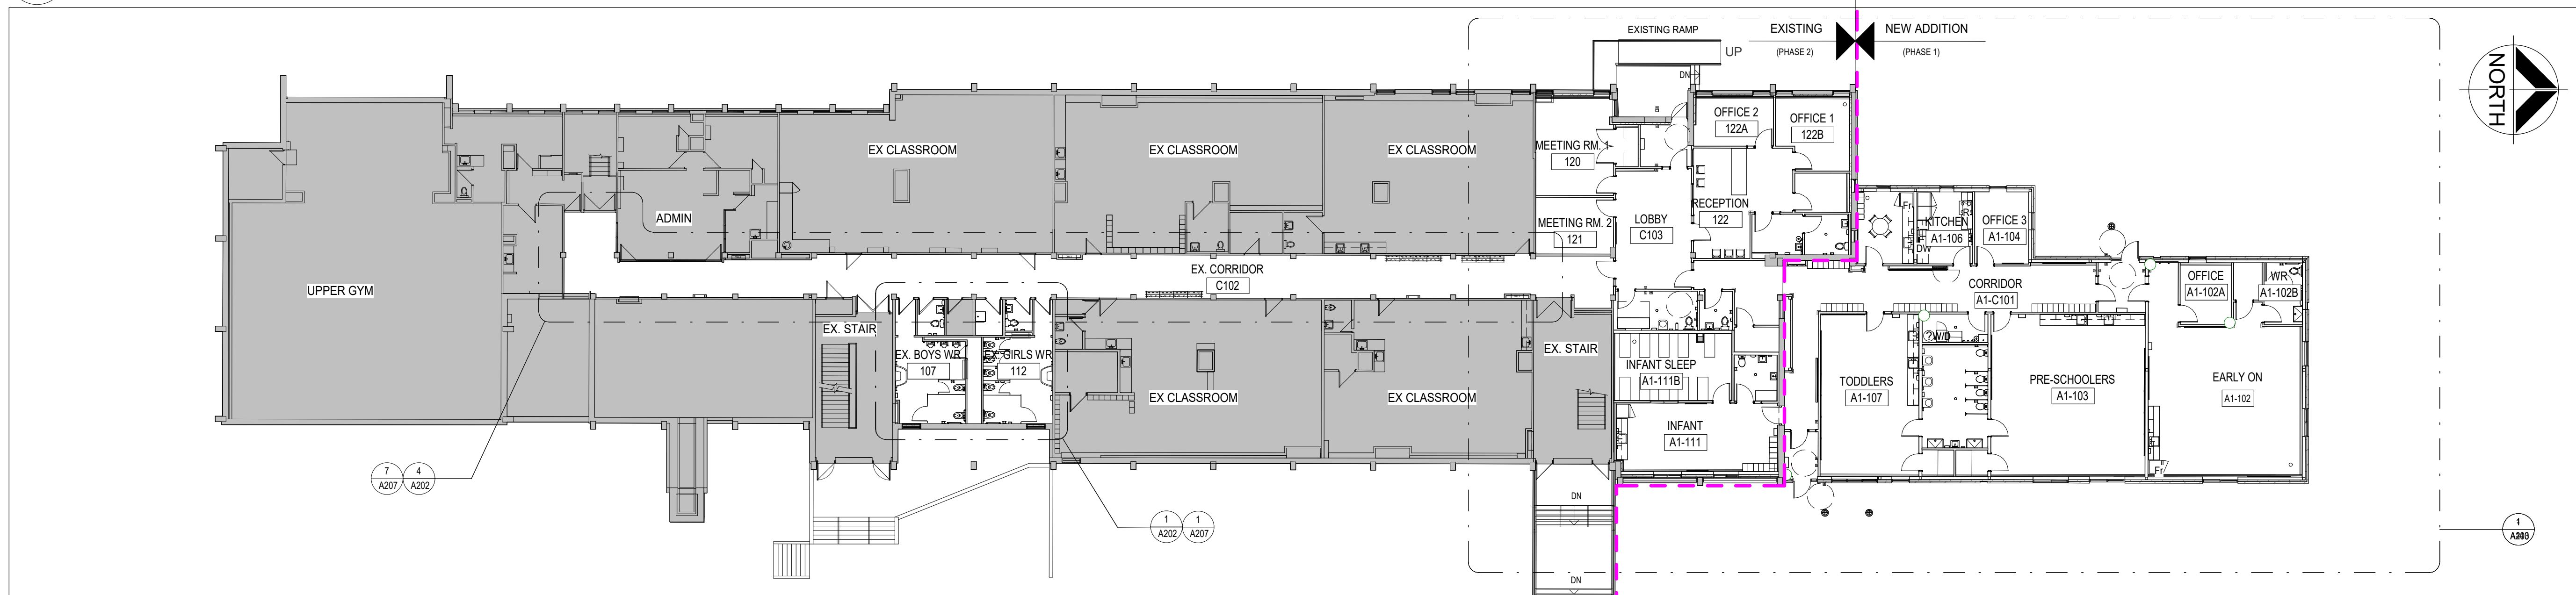 EXISTING RAMP
UP
DN
EXISTING
(PHASE 2)
NEW ADDITION
(PHASE 1)
NORTH
EX CLASSROOM
EX CLASSROOM
EX CLASSROOM
MEETING RM. 1
120
OFFICE 2
122A
OFFICE 1
122B
ADMIN
MEETING RM. 2
121
LOBBY
C103
RECEPTION
122
Fr
KITCHEN
A1-106
DW
OFFICE 3
A1-104
UPPER GYM
EX. CORRIDOR
C102
CORRIDOR
A1-C101
OFFICE
A1-102A
WR
A1-102B
EX. STAIR
EX. BOYS WR
107
EX. GIRLS WR
112
EX CLASSROOM
EX CLASSROOM
EX. STAIR
INFANT SLEEP
A1-111B
INFANT
A1-111
TODDLERS
A1-107
?W/D
PRE-SCHOOLERS
A1-103
EARLY ON
A1-102
Fr
7
A207
4
A202
1
A202
1
A207
DN
DN
1